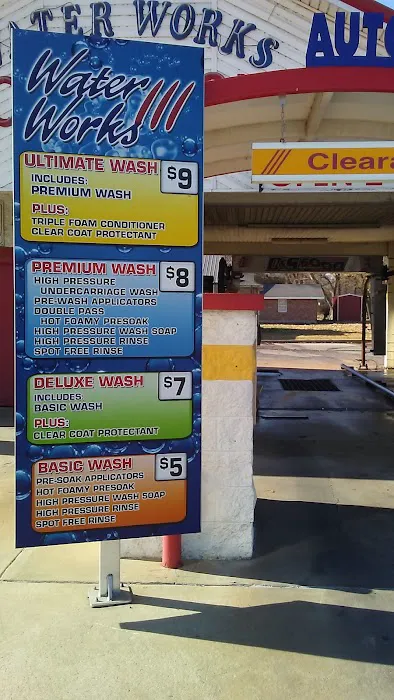 WATER WORKS
AUTO
Water
Works III
ULTIMATE WASH $9
INCLUDES:
PREMIUM WASH
PLUS:
TRIPLE FOAM CONDITIONER
CLEAR COAT PROTECTANT
PREMIUM WASH $8
HIGH PRESSURE
UNDERCARRIAGE WASH
PRE-WASH APPLICATORS
DOUBLE PASS
HOT FOAMY PRESOAK
HIGH PRESSURE WASH SOAP
HIGH PRESSURE RINSE
SPOT FREE RINSE
DELUXE WASH $7
INCLUDES:
BASIC WASH
PLUS:
CLEAR COAT PROTECTANT
BASIC WASH $5
PRE-SOAK APPLICATORS
HOT FOAMY PRESOAK
HIGH PRESSURE WASH SOAP
HIGH PRESSURE RINSE
SPOT FREE RINSE
Cleara
OPEN